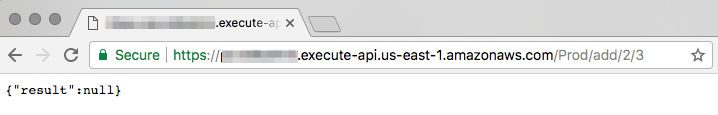 .execute-ap
Secure https:// .execute-api.us-east-1.amazonaws.com/Prod/add/2/3
{"result":null}